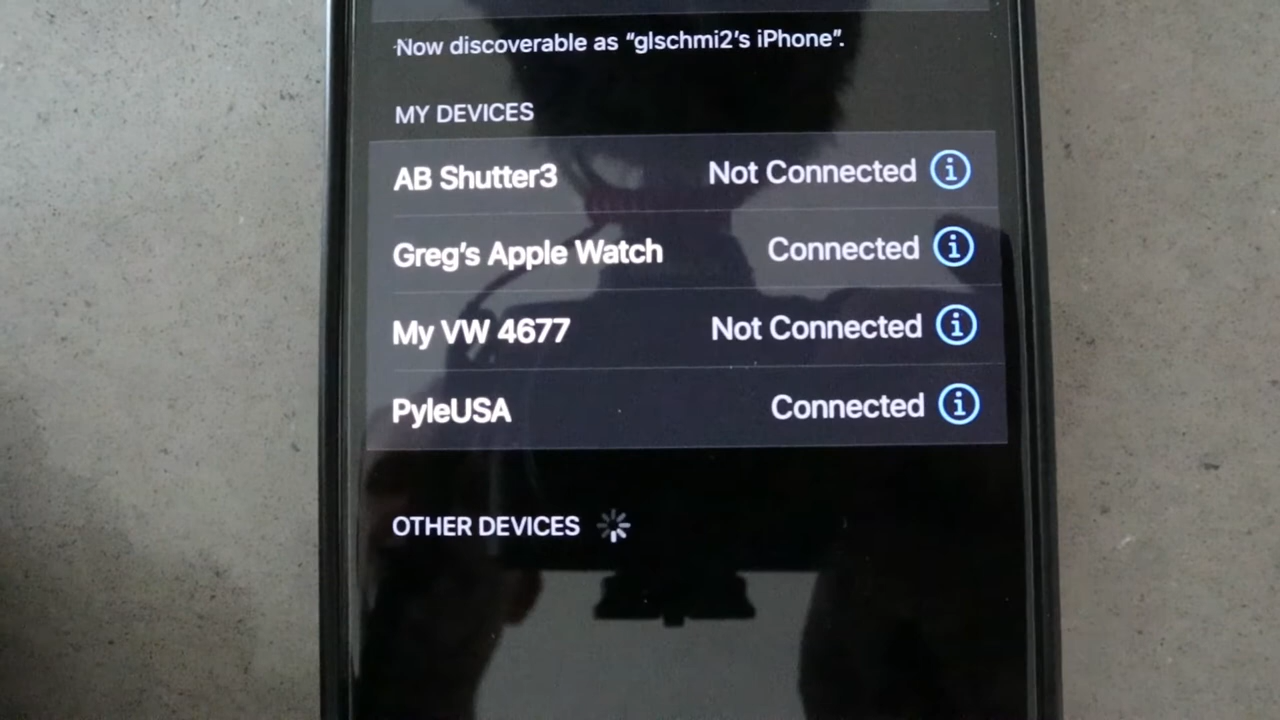 Now discoverable as “glschmi2’s iPhone”.
MY DEVICES
AB Shutter3 Not Connected
Greg’s Apple Watch Connected
My VW 4677 Not Connected
PyleUSA Connected
OTHER DEVICES